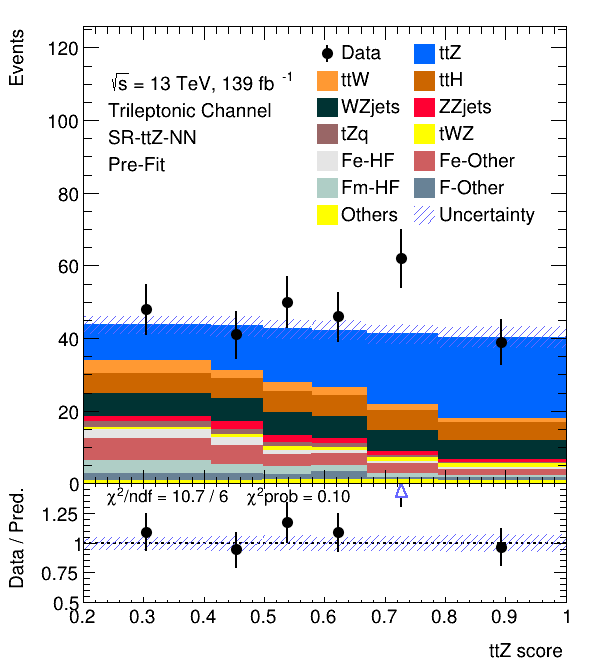 Events
120
100
80
60
40
20
0
√s = 13 TeV, 139 fb⁻¹
Trileptonic Channel
SR-ttZ-NN
Pre-Fit
Data
ttZ
ttW
ttH
WZjets
ZZjets
tZq
tWZ
Fe-HF
Fe-Other
Fm-HF
F-Other
Others
Uncertainty
Data / Pred.
χ²/ndf = 10.7 / 6 χ²prob = 0.10
1.25
1
0.75
0.5
0.2 0.3 0.4 0.5 0.6 0.7 0.8 0.9 1
ttZ score